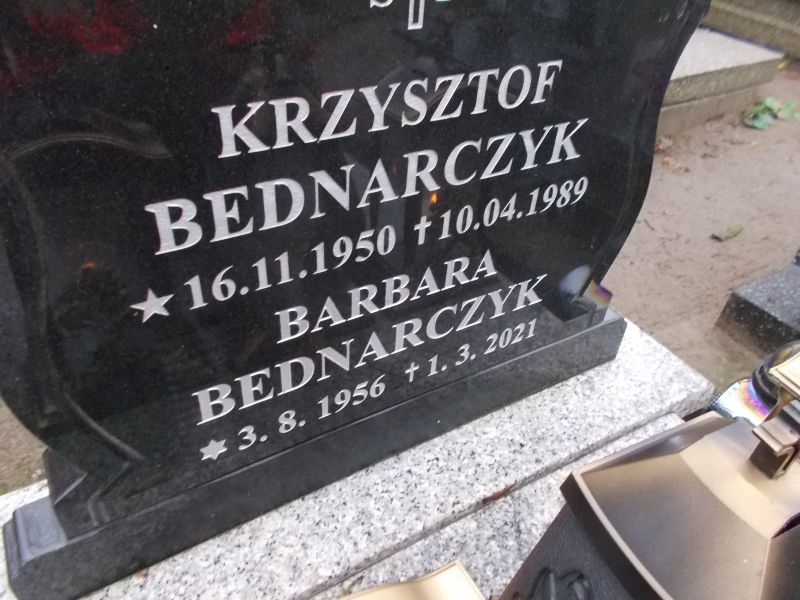 KRZYSZTOF
BEDNARCZYK
★16.11.1950 ✝10.04.1989
BARBARA
BEDNARCZYK
✶ 3. 8. 1956 ✝1. 3. 2021